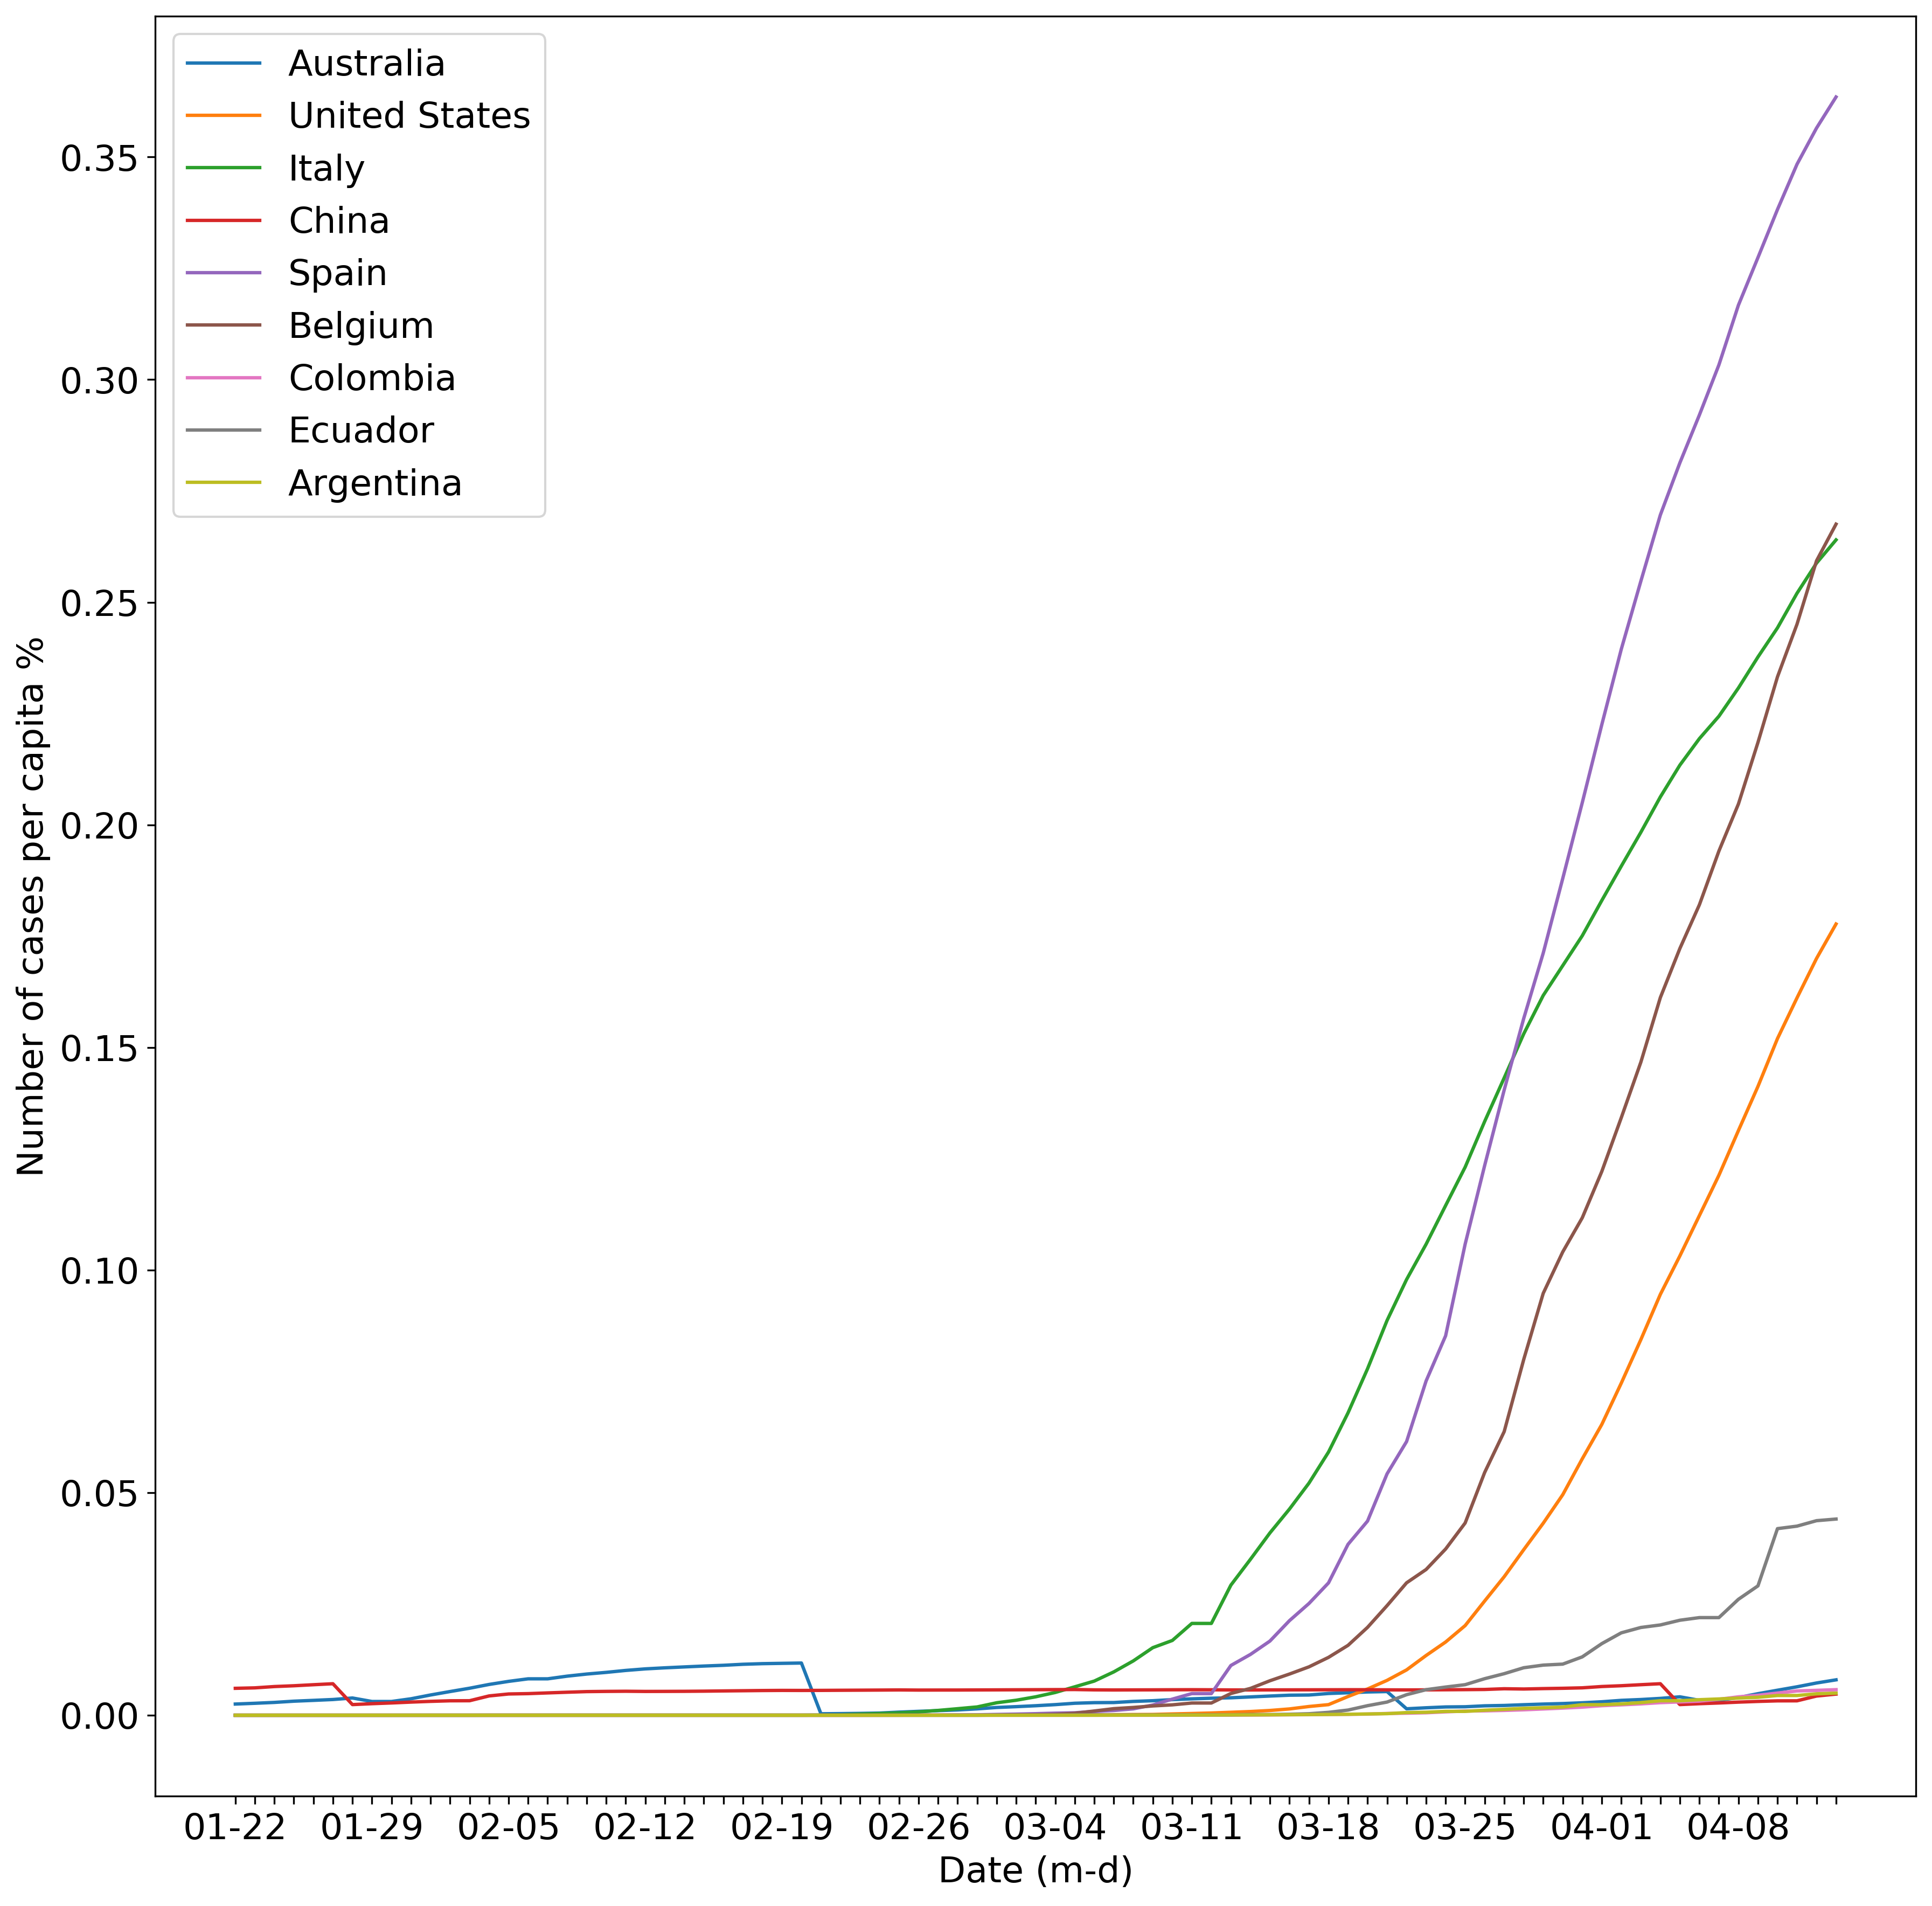 Australia
United States
Italy
China
Spain
Belgium
Colombia
Ecuador
Argentina
Number of cases per capita %
0.35
0.30
0.25
0.20
0.15
0.10
0.05
0.00
01-22 01-29 02-05 02-12 02-19 02-26 03-04 03-11 03-18 03-25 04-01 04-08
Date (m-d)